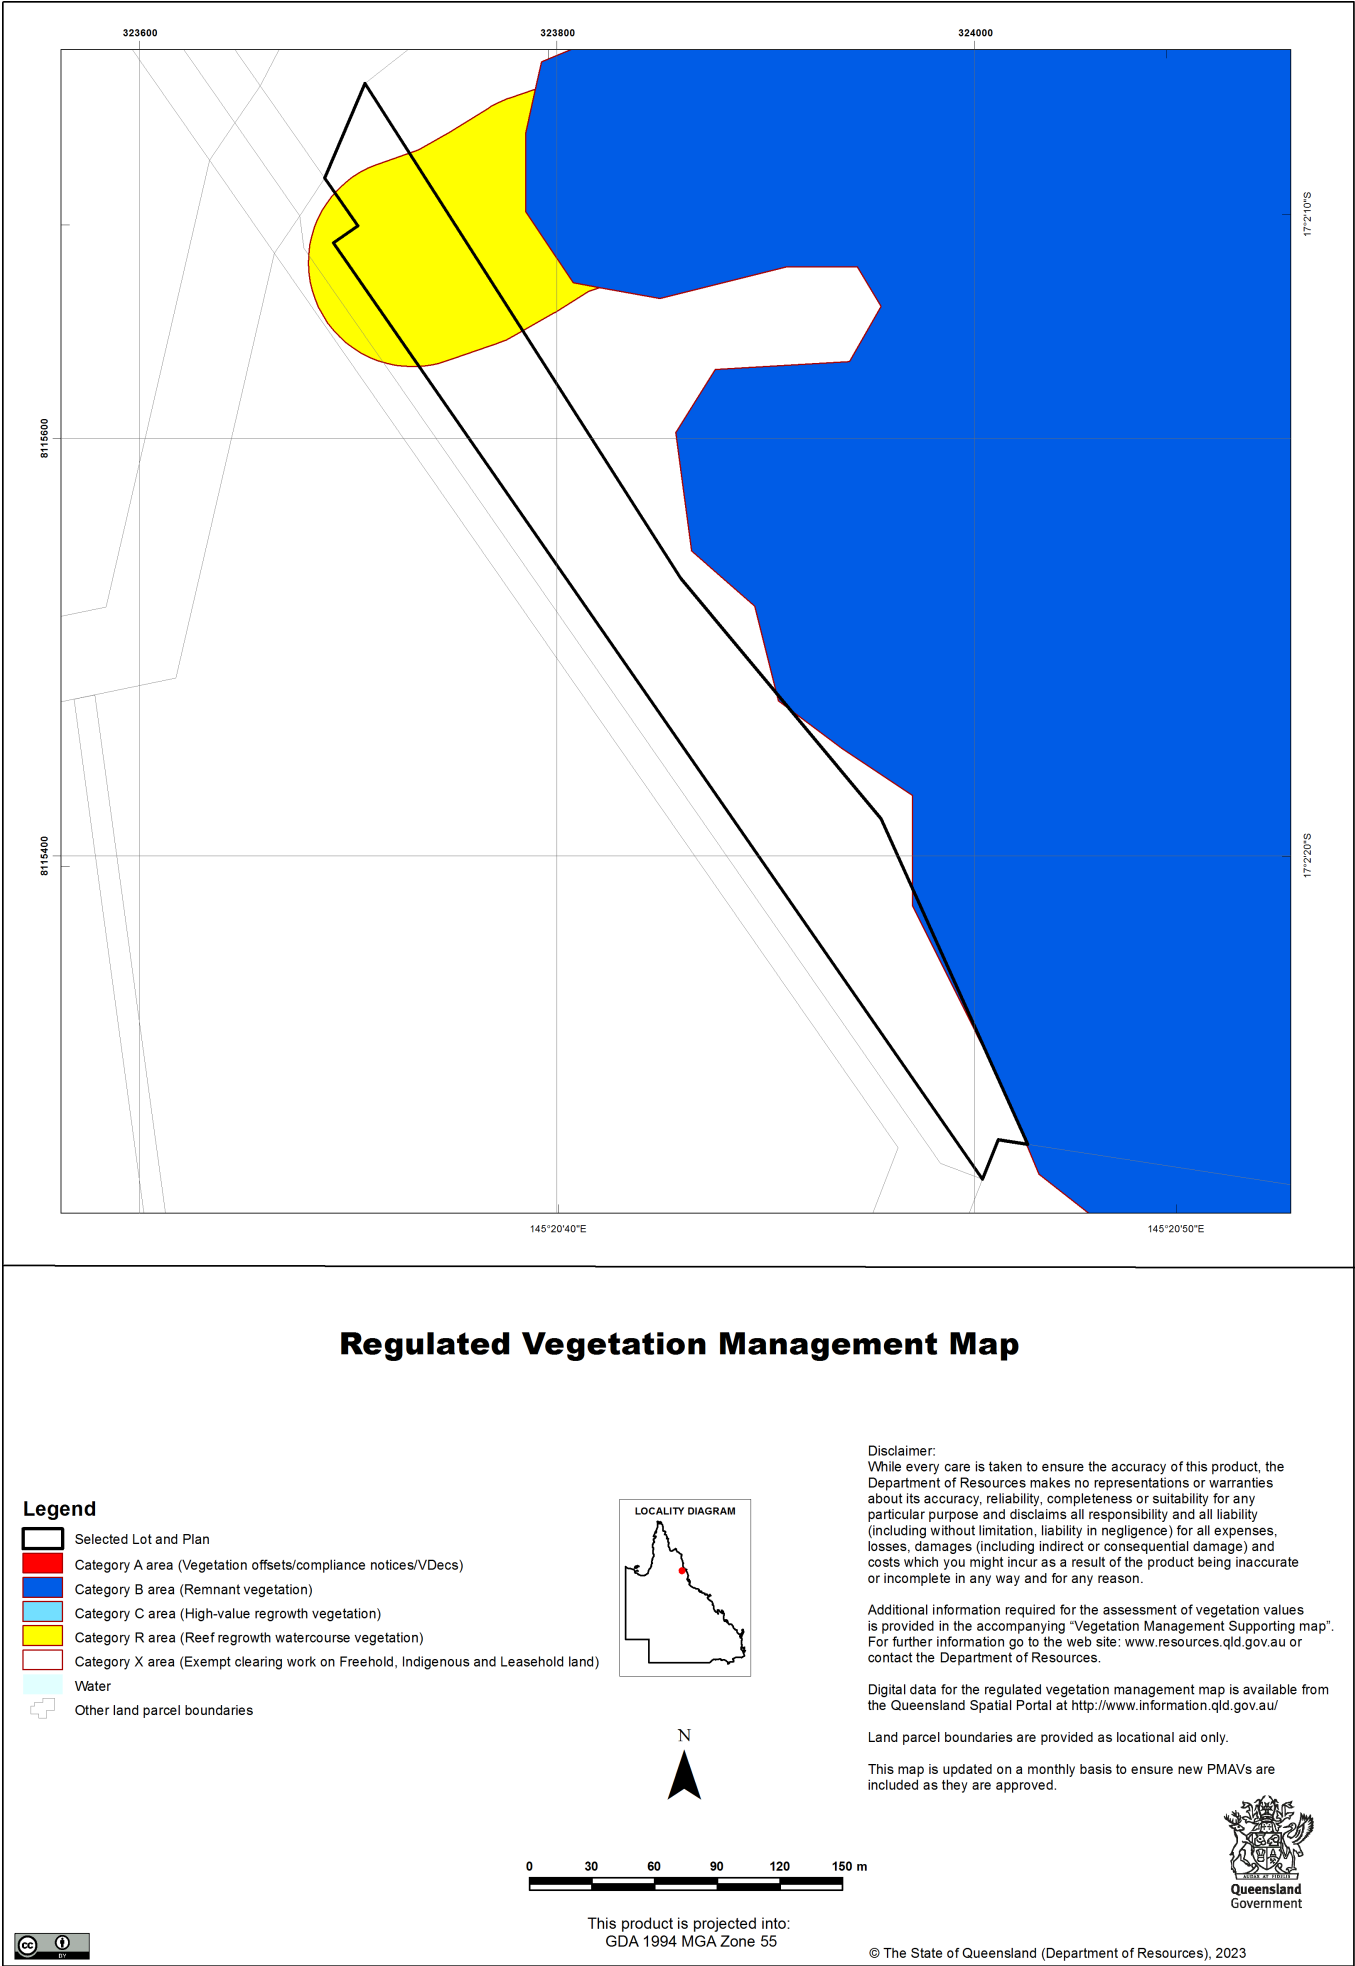 323600
323800
324000
17°2'10"S
8115600
8115400
17°2'20"S
145°20'40"E
145°20'50"E
Regulated Vegetation Management Map
Legend
Selected Lot and Plan
Category A area (Vegetation offsets/compliance notices/VDecs)
Category B area (Remnant vegetation)
Category C area (High-value regrowth vegetation)
Category R area (Reef regrowth watercourse vegetation)
Category X area (Exempt clearing work on Freehold, Indigenous and Leasehold land)
Water
Other land parcel boundaries
LOCALITY DIAGRAM
N
0 30 60 90 120 150 m
This product is projected into:
GDA 1994 MGA Zone 55
Disclaimer:
While every care is taken to ensure the accuracy of this product, the
Department of Resources makes no representations or warranties
about its accuracy, reliability, completeness or suitability for any
particular purpose and disclaims all responsibility and all liability
(including without limitation, liability in negligence) for all expenses,
losses, damages (including indirect or consequential damage) and
costs which you might incur as a result of the product being inaccurate
or incomplete in any way and for any reason.
Additional information required for the assessment of vegetation values
is provided in the accompanying “Vegetation Management Supporting map”.
For further information go to the web site: www.resources.qld.gov.au or
contact the Department of Resources.
Digital data for the regulated vegetation management map is available from
the Queensland Spatial Portal at http://www.information.qld.gov.au/
Land parcel boundaries are provided as locational aid only.
This map is updated on a monthly basis to ensure new PMAVs are
included as they are approved.
Queensland
Government
cc
BY
© The State of Queensland (Department of Resources), 2023